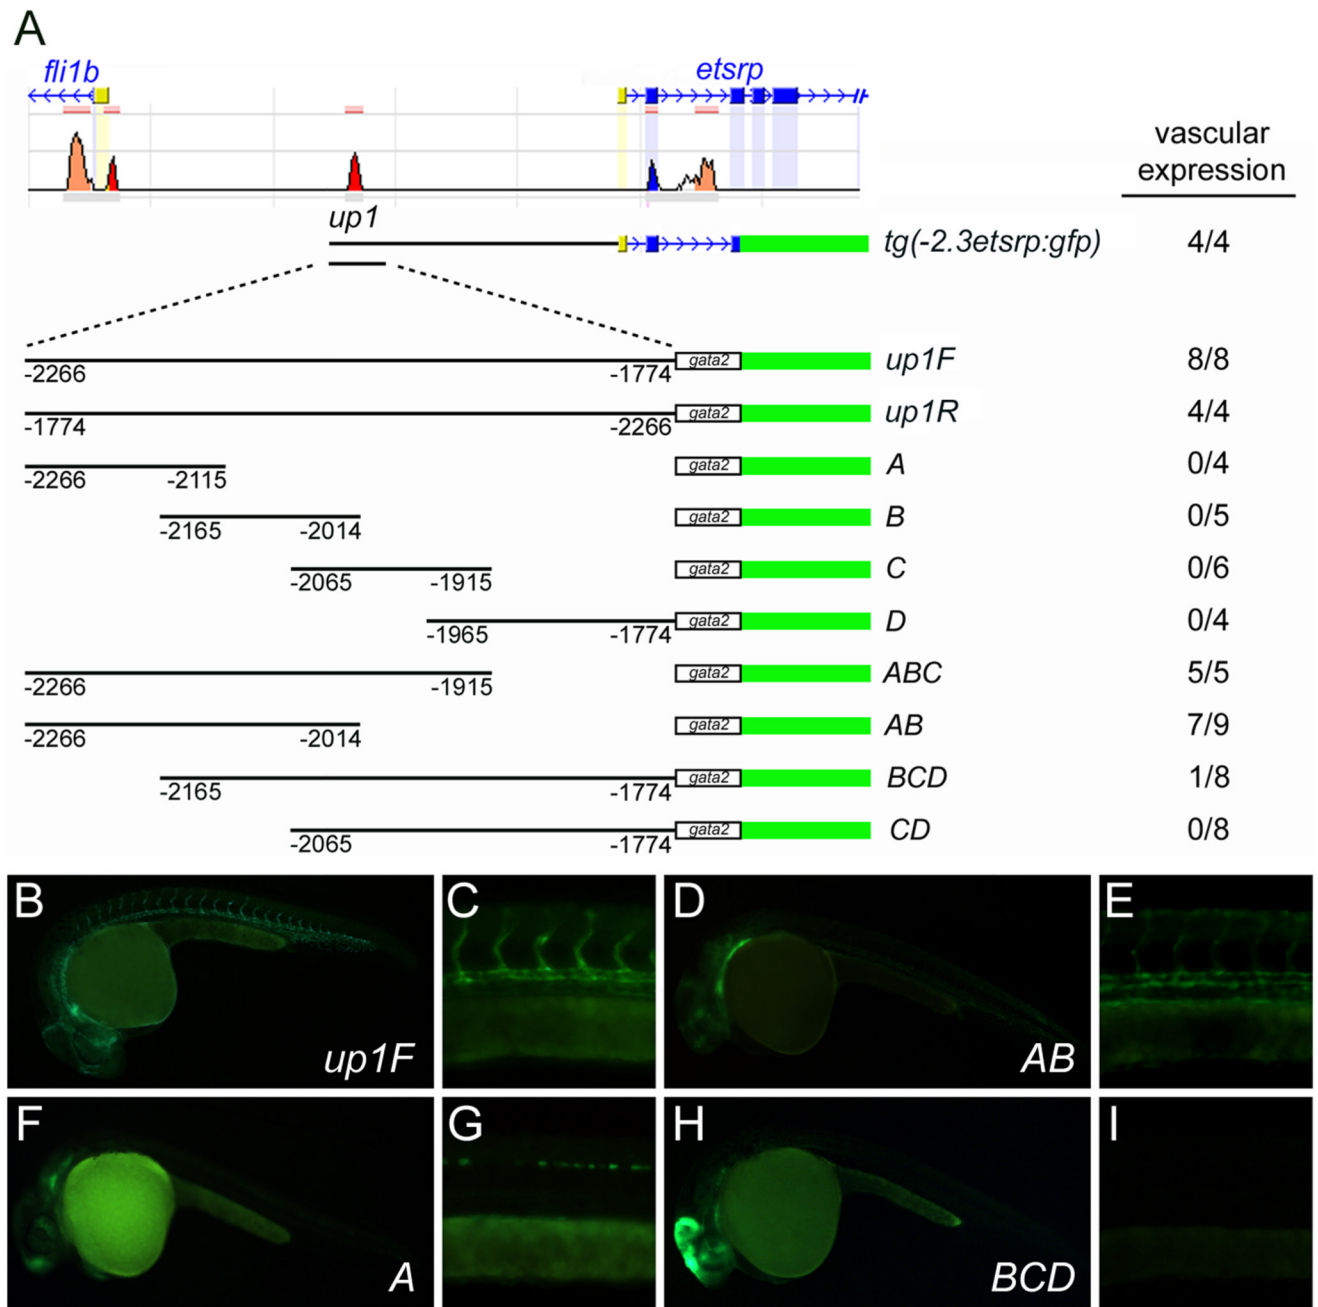 A
fli1b
etsrp
vascular
expression
up1
tg(-2.3etsrp:gfp)
4/4
-2266
-1774
gata2
up1F
8/8
-1774
-2266
gata2
up1R
4/4
-2266
-2115
gata2
A
0/4
-2165
-2014
gata2
B
0/5
-2065
-1915
gata2
C
0/6
-1965
-1774
gata2
D
0/4
-2266
-1915
gata2
ABC
5/5
-2266
-2014
gata2
AB
7/9
-2165
-1774
gata2
BCD
1/8
-2065
-1774
gata2
CD
0/8
B
up1F
C
D
AB
E
F
A
G
H
BCD
I